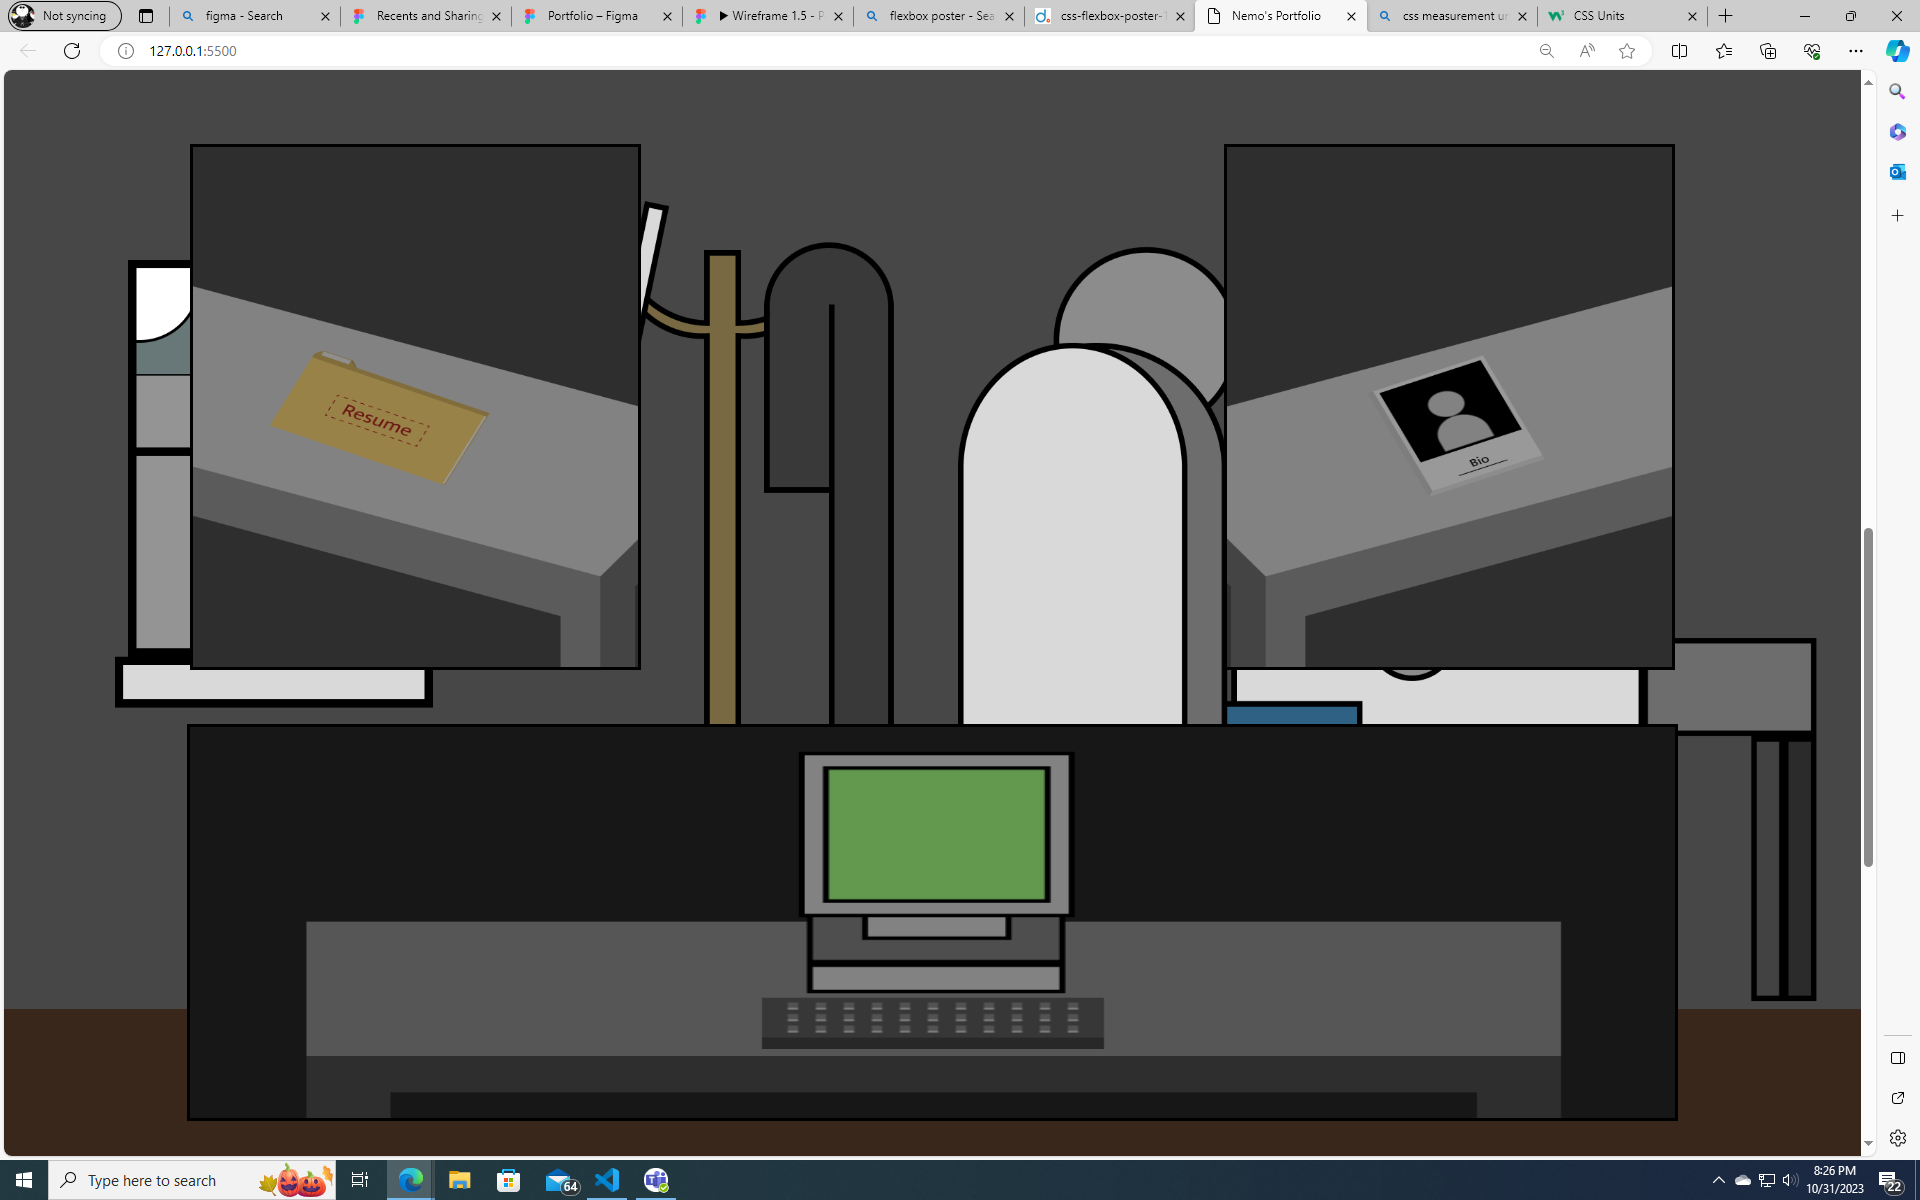 Not syncing
figma - Search
Recents and Sharing
Portfolio – Figma
▶ Wireframe 1.5 - P
flexbox poster - Sea
css-flexbox-poster-1
Nemo's Portfolio
css measurement un
CSS Units
127.0.0.1:5500
Resume
Bio
Type here to search
64
8:26 PM
10/31/2023
22